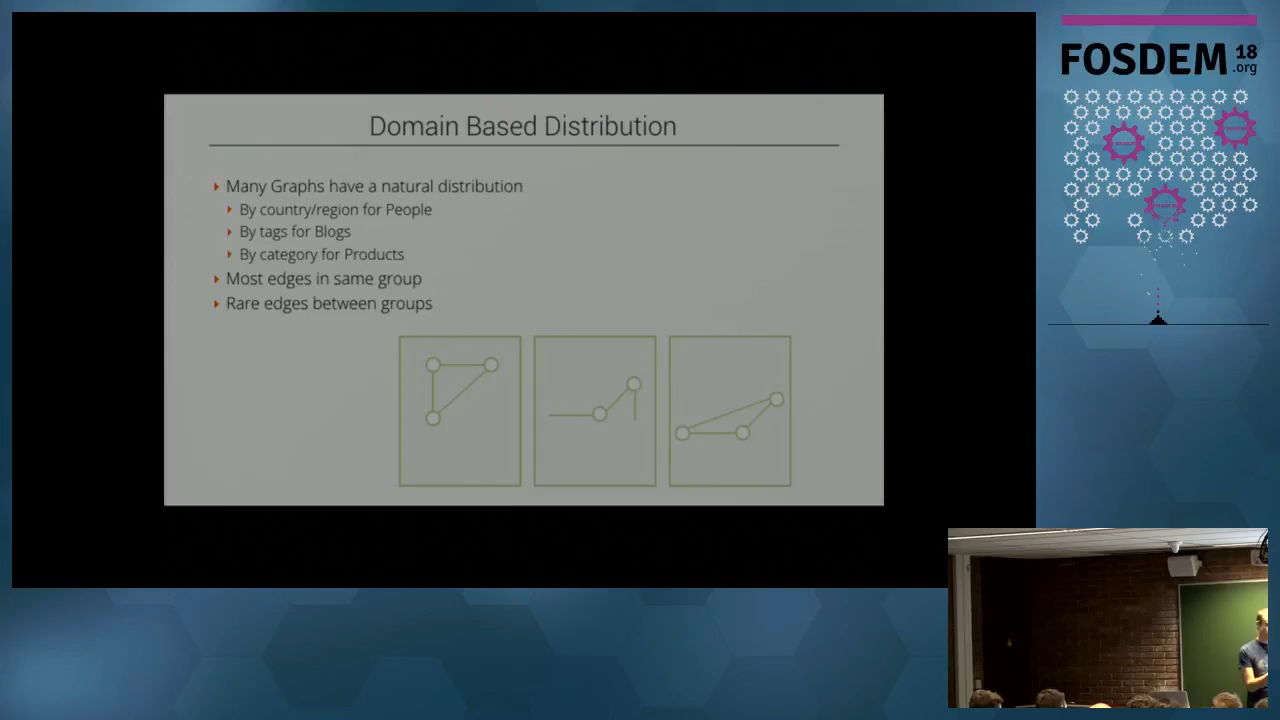 Domain Based Distribution
Many Graphs have a natural distribution
By country/region for People
By tags for Blogs
By category for Products
Most edges in same group
Rare edges between groups
FOSDEM 18
.org